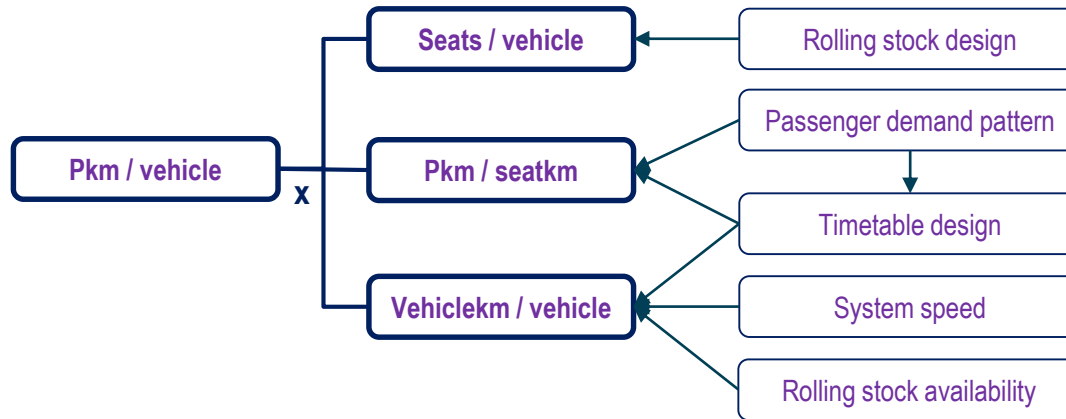 Seats / vehicle
Rolling stock design
Passenger demand pattern
Pkm / vehicle
x
Pkm / seatkm
Timetable design
Vehiclekm / vehicle
System speed
Rolling stock availability